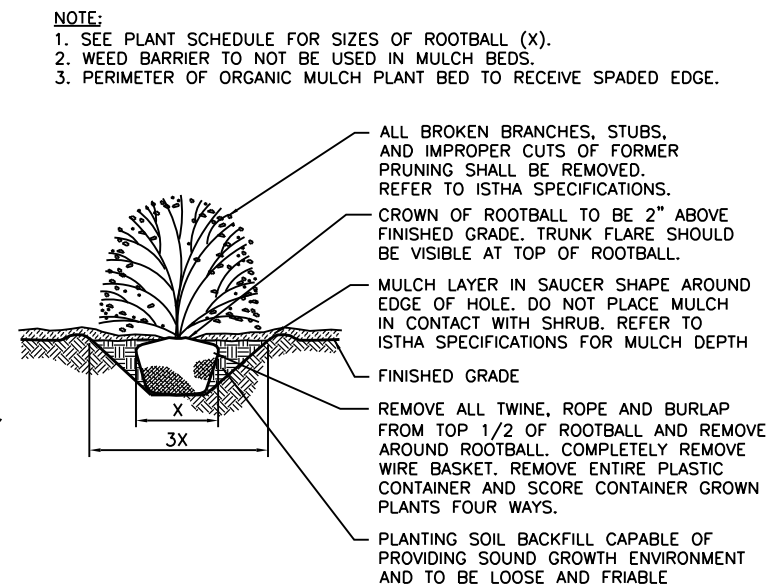 NOTE:
1. SEE PLANT SCHEDULE FOR SIZES OF ROOTBALL (X).
2. WEED BARRIER TO NOT BE USED IN MULCH BEDS.
3. PERIMETER OF ORGANIC MULCH PLANT BED TO RECEIVE SPADED EDGE.
ALL BROKEN BRANCHES, STUBS,
AND IMPROPER CUTS OF FORMER
PRUNING SHALL BE REMOVED.
REFER TO ISTHA SPECIFICATIONS.
CROWN OF ROOTBALL TO BE 2" ABOVE
FINISHED GRADE. TRUNK FLARE SHOULD
BE VISIBLE AT TOP OF ROOTBALL.
MULCH LAYER IN SAUCER SHAPE AROUND
EDGE OF HOLE. DO NOT PLACE MULCH
IN CONTACT WITH SHRUB. REFER TO
ISTHA SPECIFICATIONS FOR MULCH DEPTH
FINISHED GRADE
REMOVE ALL TWINE, ROPE AND BURLAP
FROM TOP 1/2 OF ROOTBALL AND REMOVE
AROUND ROOTBALL. COMPLETELY REMOVE
WIRE BASKET. REMOVE ENTIRE PLASTIC
CONTAINER AND SCORE CONTAINER GROWN
PLANTS FOUR WAYS.
PLANTING SOIL BACKFILL CAPABLE OF
PROVIDING SOUND GROWTH ENVIRONMENT
AND TO BE LOOSE AND FRIABLE
X
3X